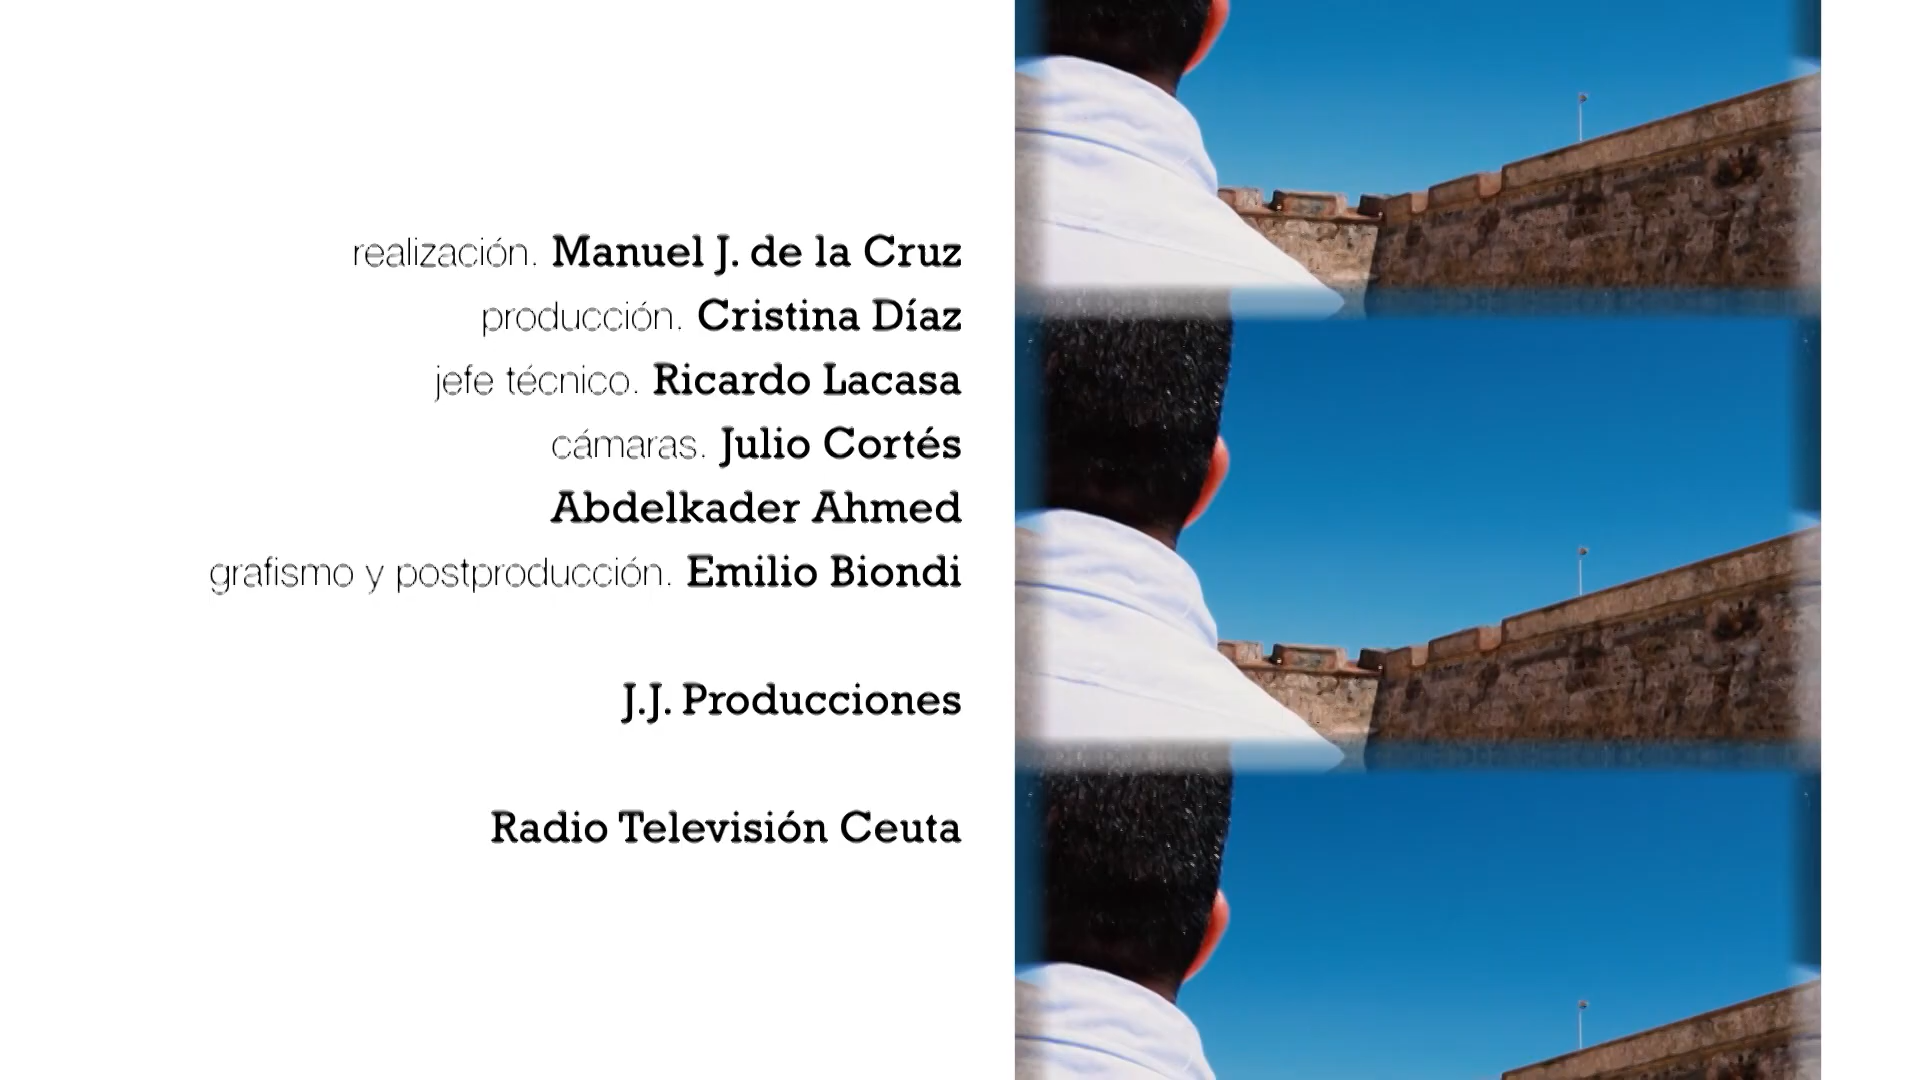 realización. Manuel J. de la Cruz
producción. Cristina Díaz
jefe técnico. Ricardo Lacasa
cámaras. Julio Cortés
Abdelkader Ahmed
grafismo y postproducción. Emilio Biondi
J.J. Producciones
Radio Televisión Ceuta